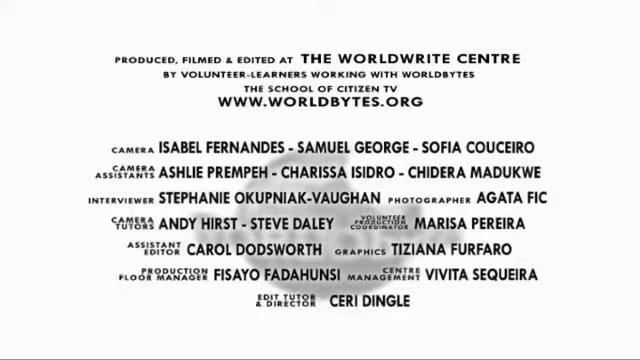 PRODUCED, FILMED & EDITED AT THE WORLDWRITE CENTRE
BY VOLUNTEER-LEARNERS WORKING WITH WORLDBYTES
THE SCHOOL OF CITIZEN TV
WWW.WORLDBYTES.ORG
CAMERA ISABEL FERNANDES - SAMUEL GEORGE - SOFIA COUCEIRO
CAMERA ASSISTANTS ASHLIE PREMPEH - CHARISSA ISIDRO - CHIDERA MADUKWE
INTERVIEWER STEPHANIE OKUPNIAK-VAUGHAN PHOTOGRAPHER AGATA FIC
CAMERA TUTORS ANDY HIRST - STEVE DALEY VOLUNTEER PRODUCTION COORDINATOR MARISA PEREIRA
ASSISTANT EDITOR CAROL DODSWORTH GRAPHICS TIZIANA FURFARO
PRODUCTION FLOOR MANAGER FISAYO FADAHUNSI CENTRE MANAGEMENT VIVITA SEQUEIRA
EDIT TUTOR & DIRECTOR CERI DINGLE